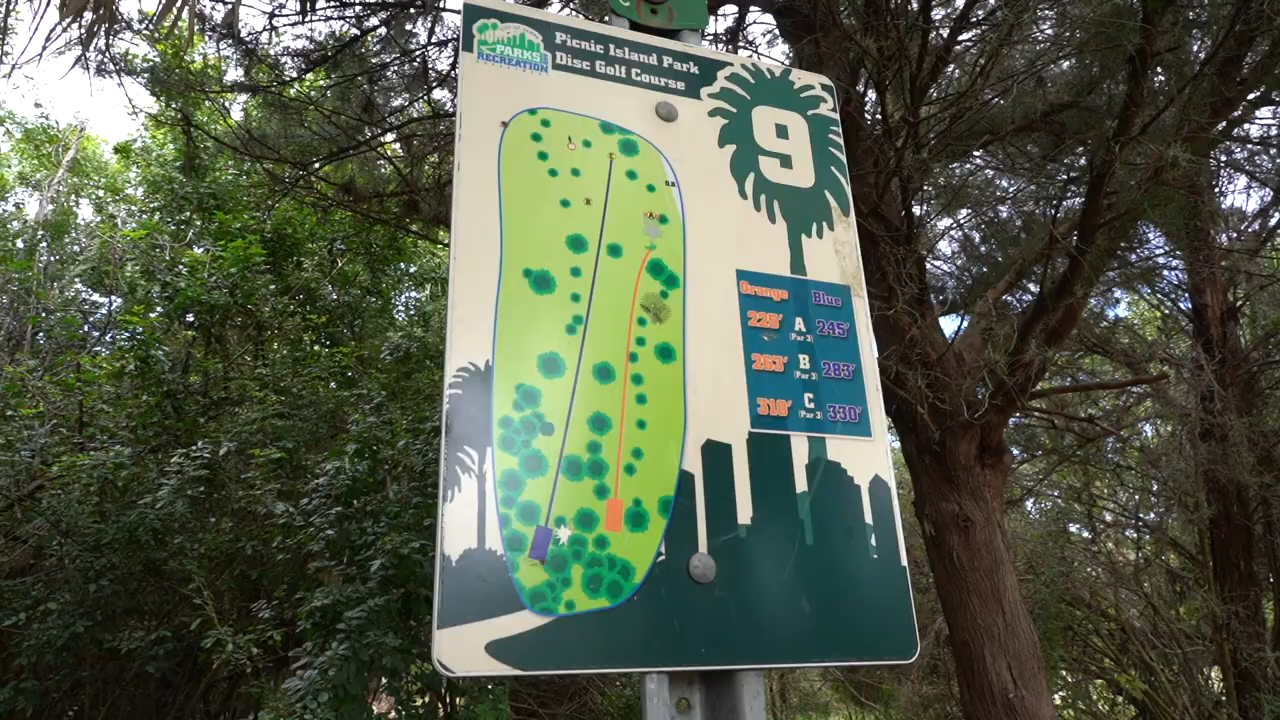 PARKS
RECREATION
Picnic Island Park
Disc Golf Course
9
O.B
Orange Blue
225' A 245'
(Par 3)
263' B 283'
(Par 3)
310' C 330'
(Par 3)